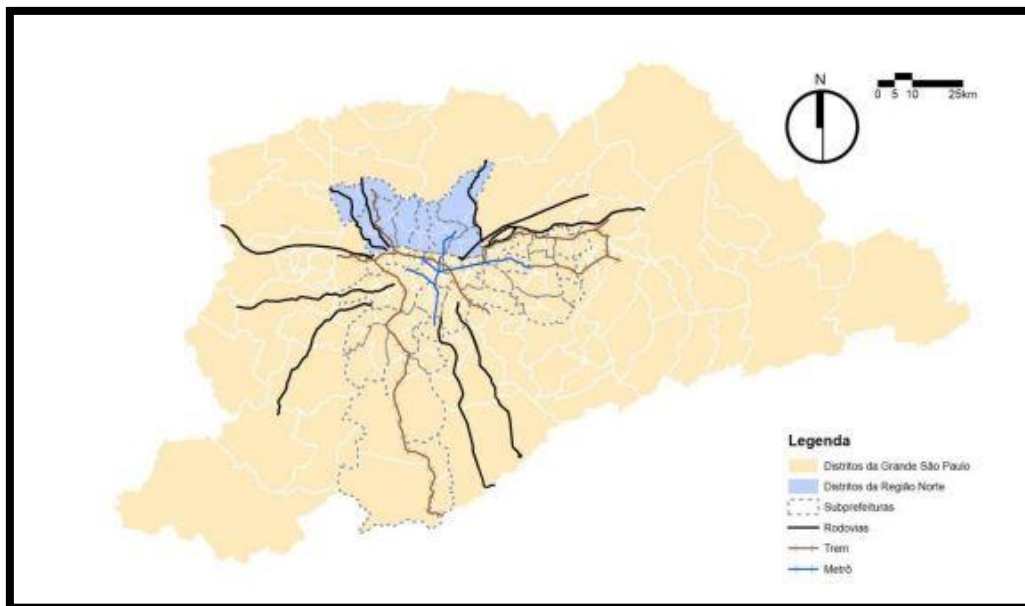 N
0 5 10 25km
Legenda
Distritos da Grande São Paulo
Distritos da Região Norte
Subprefeituras
Rodovias
Trem
Metrô